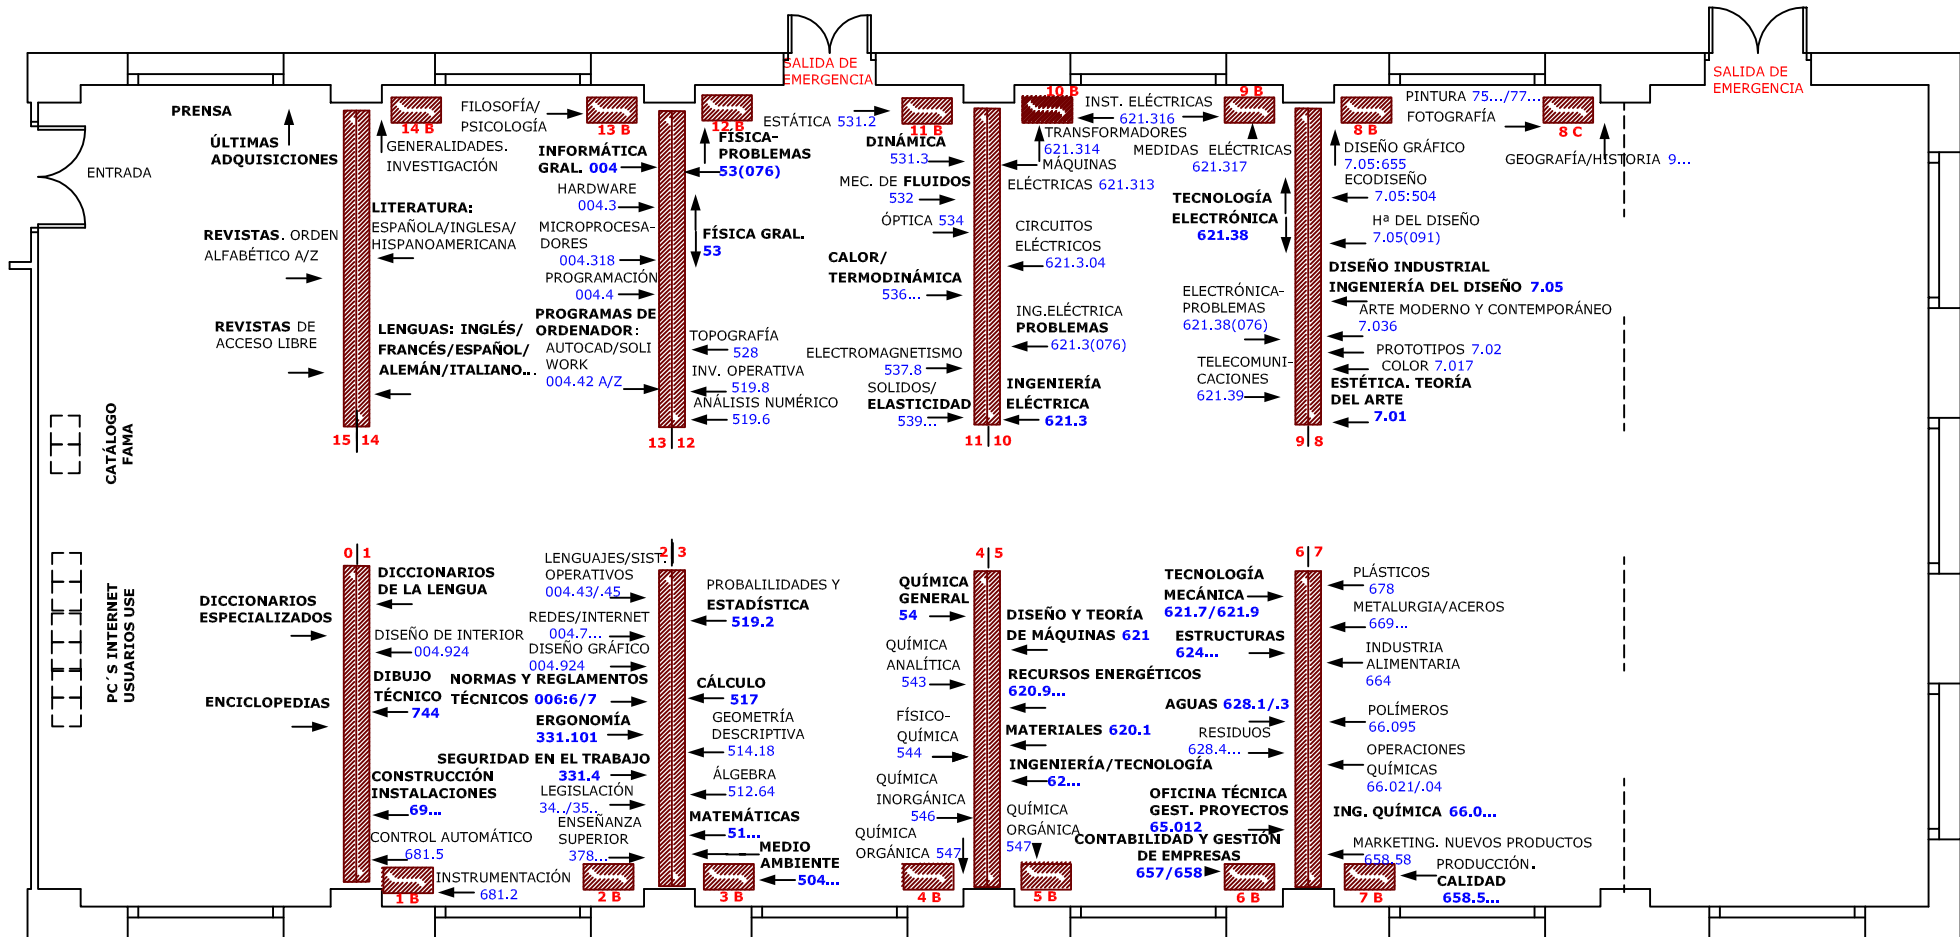 SALIDA DE
EMERGENCIA
SALIDA DE
EMERGENCIA
PRENSA
ÚLTIMAS
ADQUISICIONES
ENTRADA
REVISTAS. ORDEN
ALFABÉTICO A/Z
REVISTAS DE
ACCESO LIBRE
CATÁLOGO
FAMA
PC´S INTERNET
USUARIOS USE
14 B
GENERALIDADES.
INVESTIGACIÓN
LITERATURA:
ESPAÑOLA/INGLESA/
HISPANOAMERICANA
LENGUAS: INGLÉS/
FRANCÉS/ESPAÑOL/
ALEMÁN/ITALIANO...
15 14
FILOSOFÍA/
PSICOLOGÍA
13 B
INFORMÁTICA
GRAL. 004
HARDWARE
004.3
MICROPROCESA-
DORES
004.318
PROGRAMACIÓN
004.4
PROGRAMAS DE
ORDENADOR:
AUTOCAD/SOLI
WORK
004.42 A/Z
13 12
12 B
FÍSICA-
PROBLEMAS
53(076)
FÍSICA GRAL.
53
TOPOGRAFÍA
528
INV. OPERATIVA
519.8
ANÁLISIS NUMÉRICO
519.6
ESTÁTICA 531.2
11 B
DINÁMICA
531.3
MEC. DE FLUIDOS
532
ÓPTICA 534
CALOR/
TERMODINÁMICA
536...
ELECTROMAGNETISMO
537.8
SOLIDOS/
ELASTICIDAD
539...
11 10
10 B
INST. ELÉCTRICAS
621.316
TRANSFORMADORES
621.314
MÁQUINAS
ELÉCTRICAS 621.313
CIRCUITOS
ELÉCTRICOS
621.3.04
ING.ELÉCTRICA
PROBLEMAS
621.3(076)
INGENIERÍA
ELÉCTRICA
621.3
9 B
MEDIDAS ELÉCTRICAS
621.317
TECNOLOGÍA
ELECTRÓNICA
621.38
ELECTRÓNICA-
PROBLEMAS
621.38(076)
TELECOMUNI-
CACIONES
621.39
9 8
8 B
DISEÑO GRÁFICO
7.05:655
ECODISEÑO
7.05:504
Hª DEL DISEÑO
7.05(091)
DISEÑO INDUSTRIAL
INGENIERÍA DEL DISEÑO 7.05
ARTE MODERNO Y CONTEMPORÁNEO
7.036
PROTOTIPOS 7.02
COLOR 7.017
ESTÉTICA. TEORÍA
DEL ARTE
7.01
PINTURA 75.../77...
FOTOGRAFÍA
8 C
GEOGRAFÍA/HISTORIA 9...
0 1
DICCIONARIOS
ESPECIALIZADOS
ENCICLOPEDIAS
DICCIONARIOS
DE LA LENGUA
DISEÑO DE INTERIOR
004.924
DIBUJO
TÉCNICO
744
CONSTRUCCIÓN
INSTALACIONES
69...
CONTROL AUTOMÁTICO
681.5
INSTRUMENTACIÓN
681.2
1 B
2 3
LENGUAJES/SIST.
OPERATIVOS
004.43/.45
REDES/INTERNET
004.7...
DISEÑO GRÁFICO
004.924
NORMAS Y REGLAMENTOS
TÉCNICOS 006:6/7
ERGONOMÍA
331.101
SEGURIDAD EN EL TRABAJO
331.4
LEGISLACIÓN
34../35..
ENSEÑANZA
SUPERIOR
378...
2 B
PROBALILIDADES Y
ESTADÍSTICA
519.2
CÁLCULO
517
GEOMETRÍA
DESCRIPTIVA
514.18
ÁLGEBRA
512.64
MATEMÁTICAS
51...
MEDIO
AMBIENTE
504...
3 B
4 5
QUÍMICA
GENERAL
54
QUÍMICA
ANALÍTICA
543
FÍSICO-
QUÍMICA
544
QUÍMICA
INORGÁNICA
546
QUÍMICA
ORGÁNICA 547
4 B
DISEÑO Y TEORÍA
DE MÁQUINAS 621
RECURSOS ENERGÉTICOS
620.9...
MATERIALES 620.1
INGENIERÍA/TECNOLOGÍA
62...
QUÍMICA
ORGÁNICA
547
5 B
6 7
TECNOLOGÍA
MECÁNICA
621.7/621.9
ESTRUCTURAS
624...
AGUAS 628.1/.3
RESIDUOS
628.4...
OFICINA TÉCNICA
GEST. PROYECTOS
65.012
CONTABILIDAD Y GESTIÓN
DE EMPRESAS
657/658
6 B
PLÁSTICOS
678
METALURGIA/ACEROS
669...
INDUSTRIA
ALIMENTARIA
664
POLÍMEROS
66.095
OPERACIONES
QUÍMICAS
66.021/.04
ING. QUÍMICA 66.0...
MARKETING. NUEVOS PRODUCTOS
658.58
PRODUCCIÓN.
CALIDAD
658.5...
7 B